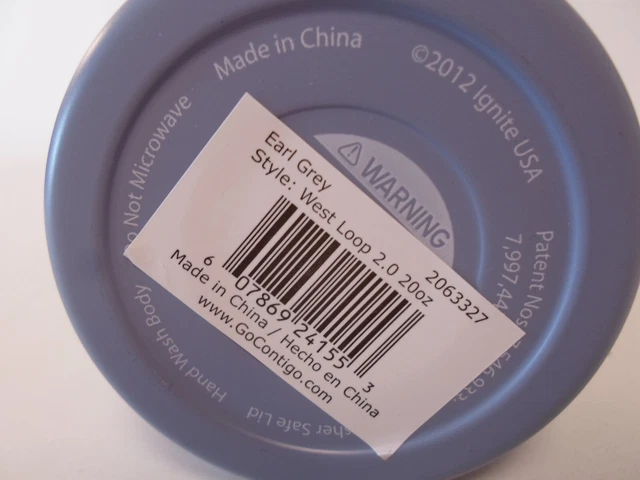 Made in China
©2012 Ignite USA
Not Microwave
WARNING
Earl Grey
Style: West Loop 2.0 20oz
2063327
6 07869 24155 3
Made in China / Hecho en China
www.GoContigo.com
Patent Nos
7,997,44
Hand Wash Body
Safe Lid